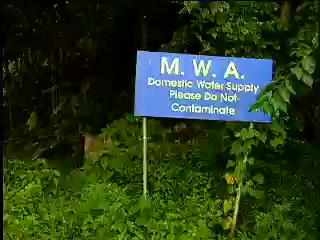 M. W. A.
Domestic Water Supply
Please Do Not
Contaminate